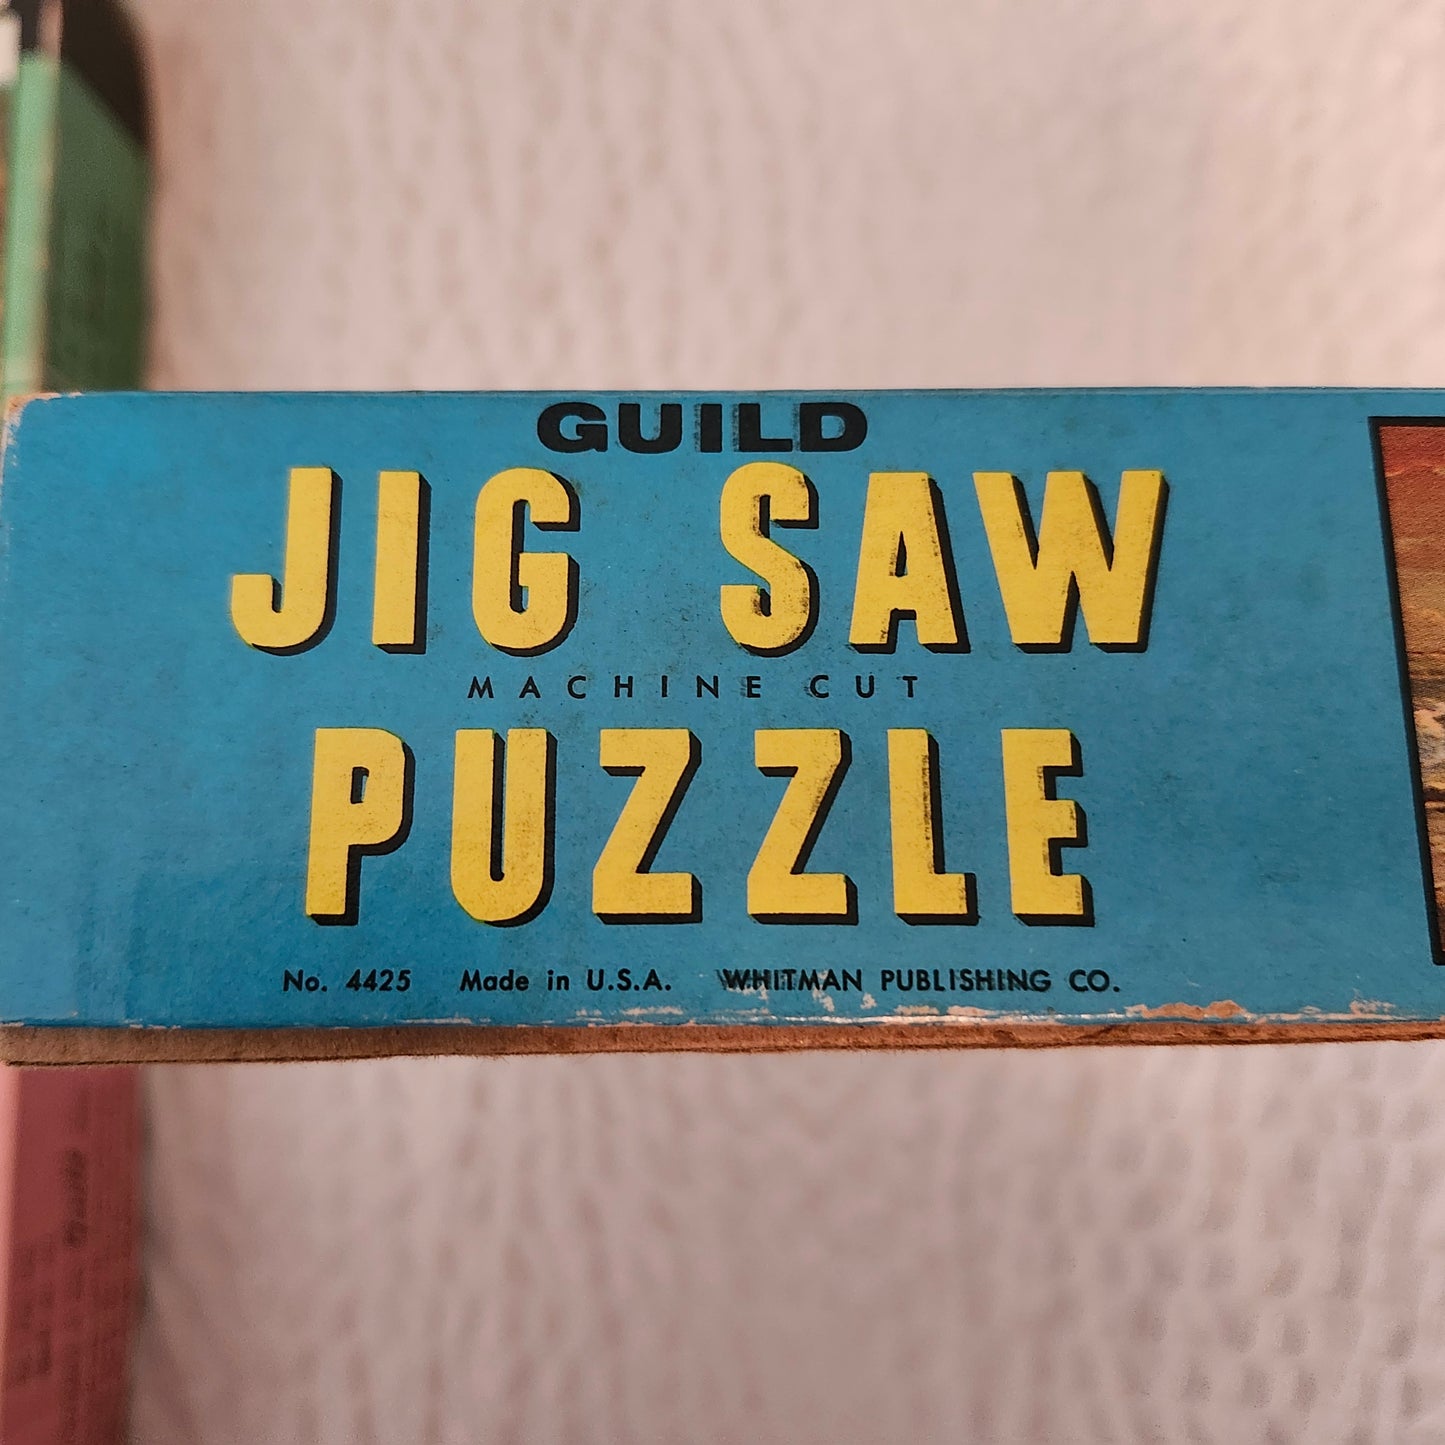 GUILD
JIG SAW
MACHINE CUT
PUZZLE
No. 4425 Made in U.S.A. WHITMAN PUBLISHING CO.